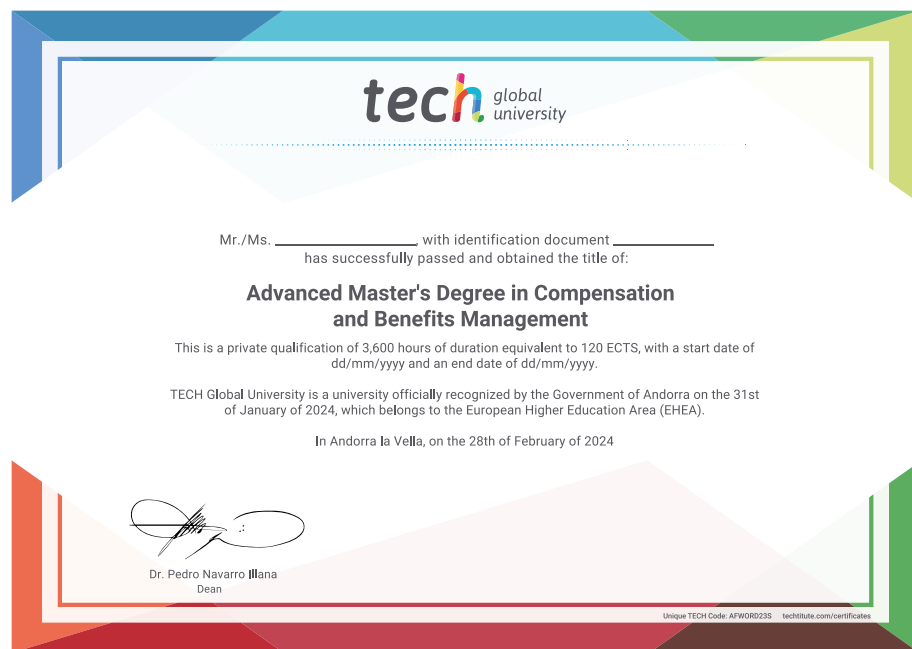 tech global
university
Mr./Ms. ____________, with identification document ____________
has successfully passed and obtained the title of:
Advanced Master's Degree in Compensation
and Benefits Management
This is a private qualification of 3,600 hours of duration equivalent to 120 ECTS, with a start date of
dd/mm/yyyy and an end date of dd/mm/yyyy.
TECH Global University is a university officially recognized by the Government of Andorra on the 31st
of January of 2024, which belongs to the European Higher Education Area (EHEA).
In Andorra la Vella, on the 28th of February of 2024
Dr. Pedro Navarro Illana
Dean
Unique TECH Code: AFWORD23S techtitute.com/certificates